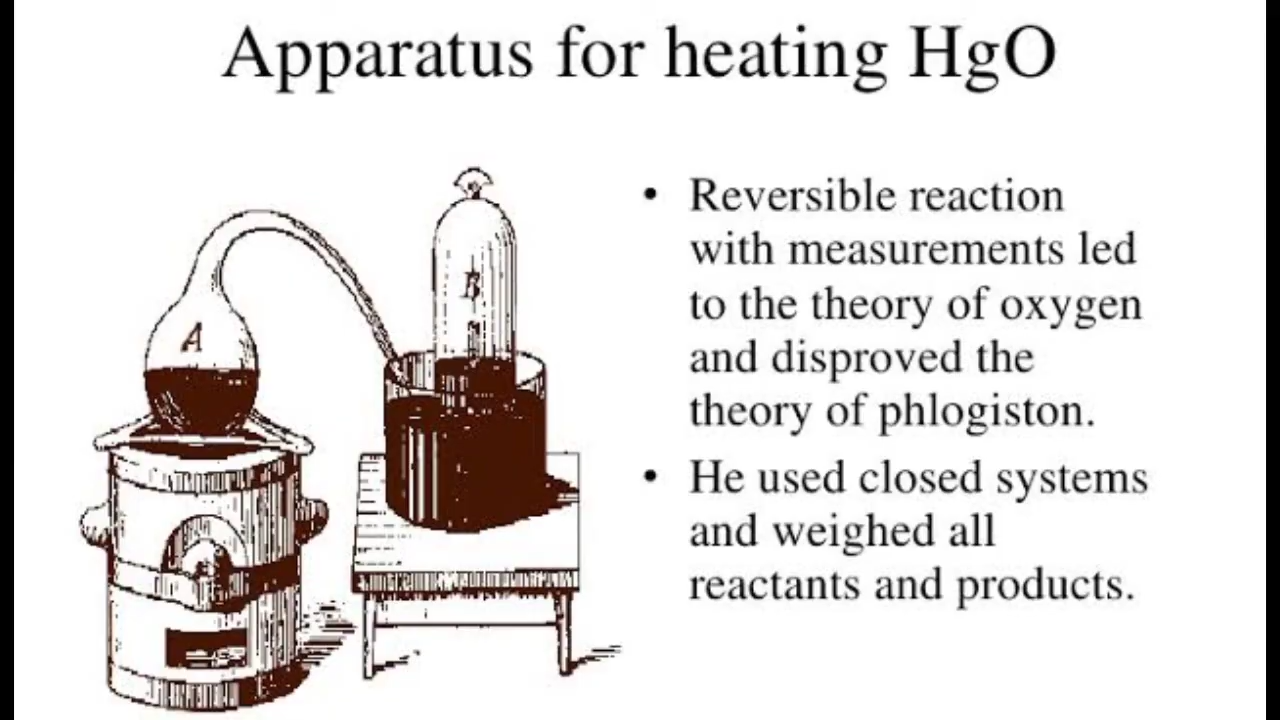 Apparatus for heating HgO
A
B
• Reversible reaction
with measurements led
to the theory of oxygen
and disproved the
theory of phlogiston.
• He used closed systems
and weighed all
reactants and products.